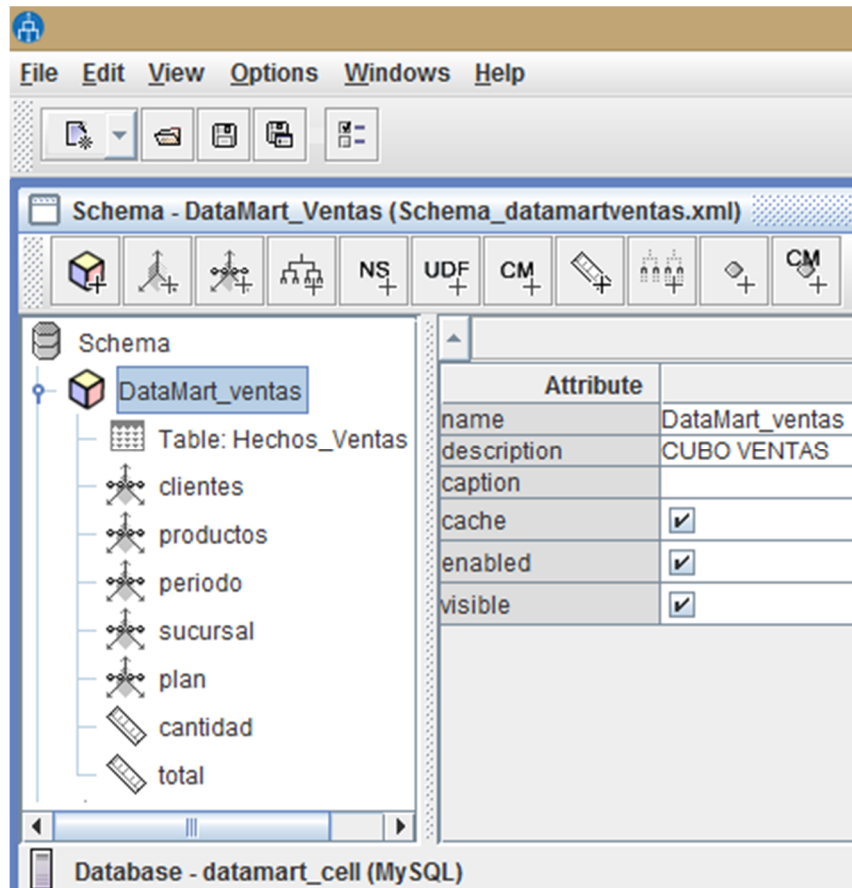 File Edit View Options Windows Help
Schema - DataMart_Ventas (Schema_datamartventas.xml)
NS UDF CM CM
Schema
DataMart_ventas
Table: Hechos_Ventas
clientes
productos
periodo
sucursal
plan
cantidad
total
Attribute
name DataMart_ventas
description CUBO VENTAS
caption
cache
enabled
visible
Database - datamart_cell (MySQL)